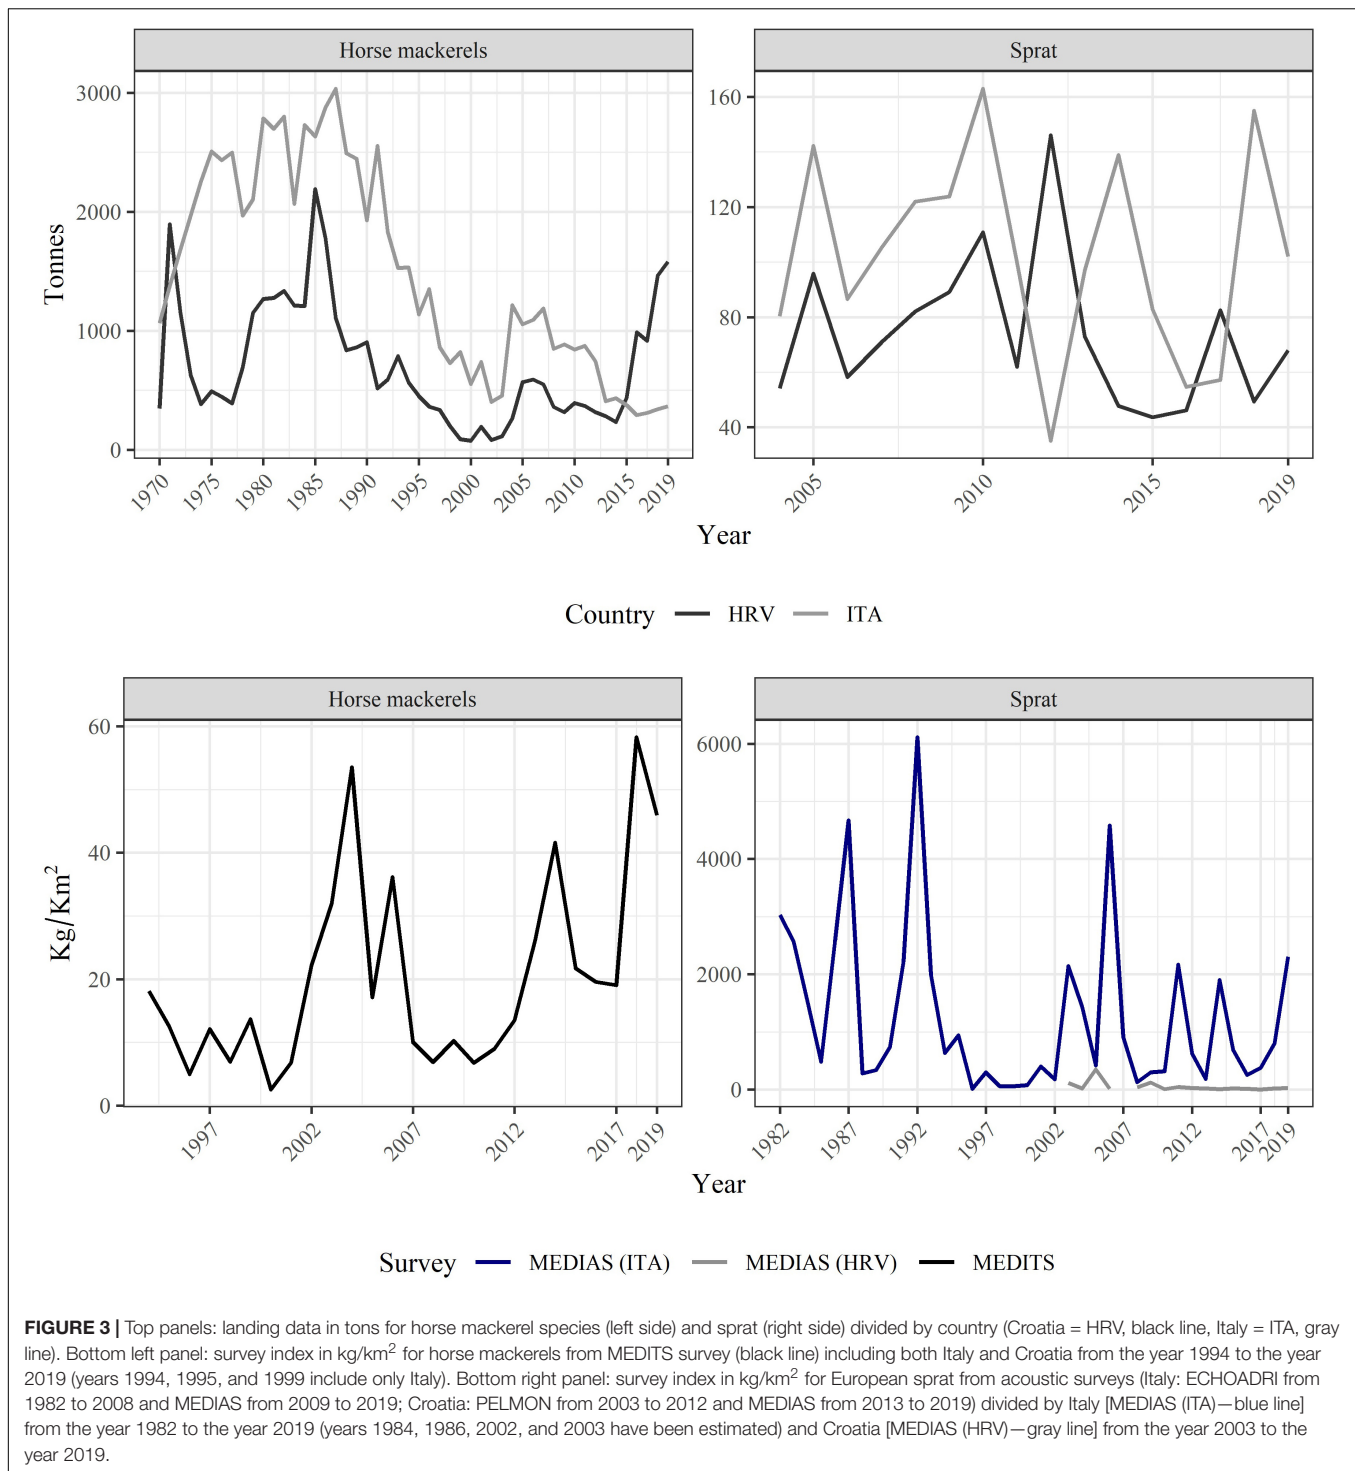 Horse mackerels
Sprat
Tonnes
3000
2000
1000
0
160
120
80
40
1970 1975 1980 1985 1990 1995 2000 2005 2010 2015 2019
2005 2010 2015 2019
Year
Country HRV ITA
Horse mackerels
Sprat
Kg/Km²
60
40
20
0
6000
4000
2000
0
1997 2002 2007 2012 2017 2019
1982 1987 1992 1997 2002 2007 2012 2017 2019
Year
Survey MEDIAS (ITA) MEDIAS (HRV) MEDITS
FIGURE 3 | Top panels: landing data in tons for horse mackerel species (left side) and sprat (right side) divided by country (Croatia = HRV, black line, Italy = ITA, gray
line). Bottom left panel: survey index in kg/km² for horse mackerels from MEDITS survey (black line) including both Italy and Croatia from the year 1994 to the year
2019 (years 1994, 1995, and 1999 include only Italy). Bottom right panel: survey index in kg/km² for European sprat from acoustic surveys (Italy: ECHOADRI from
1982 to 2008 and MEDIAS from 2009 to 2019; Croatia: PELMON from 2003 to 2012 and MEDIAS from 2013 to 2019) divided by Italy [MEDIAS (ITA)—blue line]
from the year 1982 to the year 2019 (years 1984, 1986, 2002, and 2003 have been estimated) and Croatia [MEDIAS (HRV)—gray line] from the year 2003 to the
year 2019.